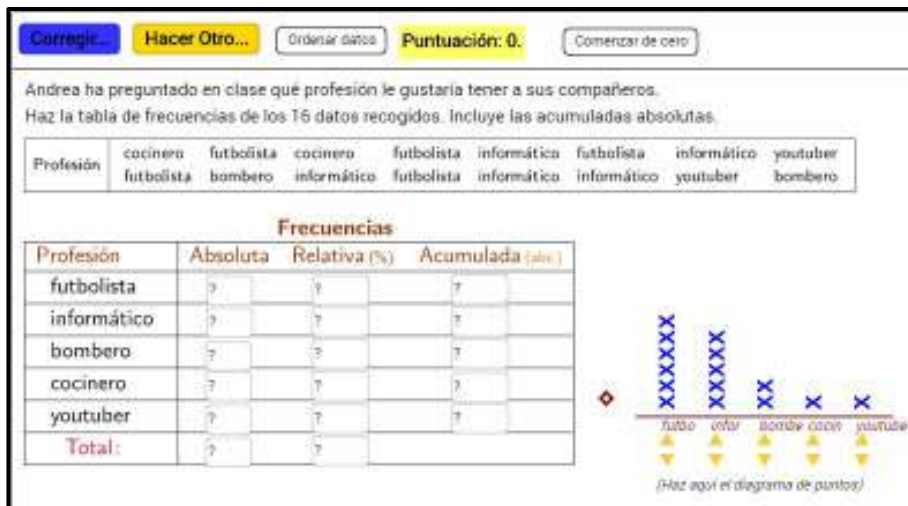 Corregir... Hacer Otro... Ordenar datos Puntuación: 0. Comenzar de cero
Andrea ha preguntado en clase qué profesión le gustaría tener a sus compañeros.
Haz la tabla de frecuencias de los 16 datos recogidos. Incluye las acumuladas absolutas.
Profesión
cocinero futbolista cocinero futbolista informático futbolista informático youtuber
futbolista bombero informático futbolista informático informático youtuber bombero
Frecuencias
Profesión Absoluta Relativa (%) Acumulada (abs.)
futbolista ? ? ?
informático ? ? ?
bombero ? ? ?
cocinero ? ? ?
youtuber ? ? ?
Total: ? ?
futbo infor bombe cocin youtube
(Haz aquí el diagrama de puntos)